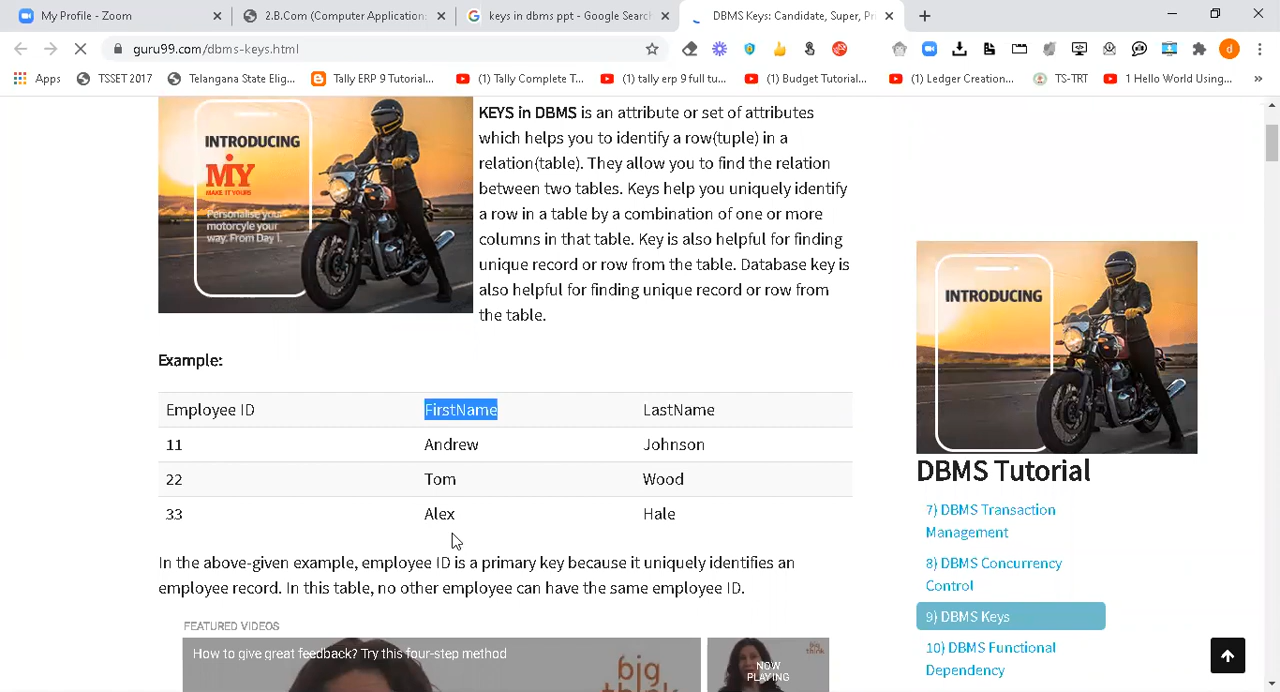 My Profile - Zoom
2.B.Com (Computer Application:
keys in dbms ppt - Google Search
DBMS Keys: Candidate, Super, Pri
guru99.com/dbms-keys.html
d
Apps
TSSET 2017
Telangana State Elig...
Tally ERP 9 Tutorial...
(1) Tally Complete T...
(1) tally erp 9 full tu...
(1) Budget Tutorial...
(1) Ledger Creation...
TS-TRT
1 Hello World Using...
»
INTRODUCING
MY
MAKE IT YOURS
Personalise your
motorcyle your
way. From Day 1.
KEYS in DBMS is an attribute or set of attributes
which helps you to identify a row(tuple) in a
relation(table). They allow you to find the relation
between two tables. Keys help you uniquely identify
a row in a table by a combination of one or more
columns in that table. Key is also helpful for finding
unique record or row from the table. Database key is
also helpful for finding unique record or row from
the table.
Example:
Employee ID FirstName LastName
11 Andrew Johnson
22 Tom Wood
33 Alex Hale
In the above-given example, employee ID is a primary key because it uniquely identifies an
employee record. In this table, no other employee can have the same employee ID.
FEATURED VIDEOS
How to give great feedback? Try this four-step method
big
think
NOW
PLAYING
INTRODUCING
DBMS Tutorial
7) DBMS Transaction
Management
8) DBMS Concurrency
Control
9) DBMS Keys
10) DBMS Functional
Dependency